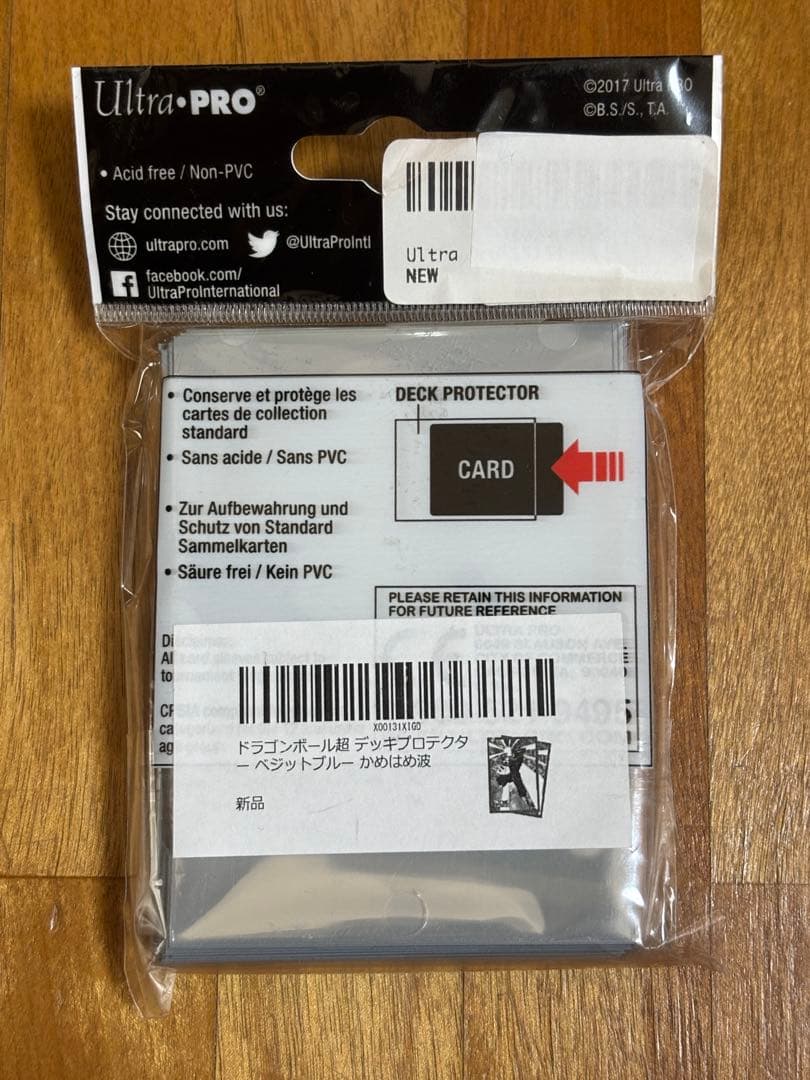 Ultra•PRO®
©2017 Ultra PRO
©B.S./S., T.A.
• Acid free / Non-PVC
Stay connected with us:
ultrapro.com @UltraProIntl
facebook.com/
UltraProInternational
Ultra
NEW
• Conserve et protège les
cartes de collection
standard
• Sans acide / Sans PVC
• Zur Aufbewahrung und
Schutz von Standard
Sammelkarten
• Säure frei / Kein PVC
DECK PROTECTOR
CARD
PLEASE RETAIN THIS INFORMATION
FOR FUTURE REFERENCE
ULTRA PRO
X00131XIGD
ドラゴンボール超 デッキプロテクタ
ー ベジットブルー かめはめ波
新品